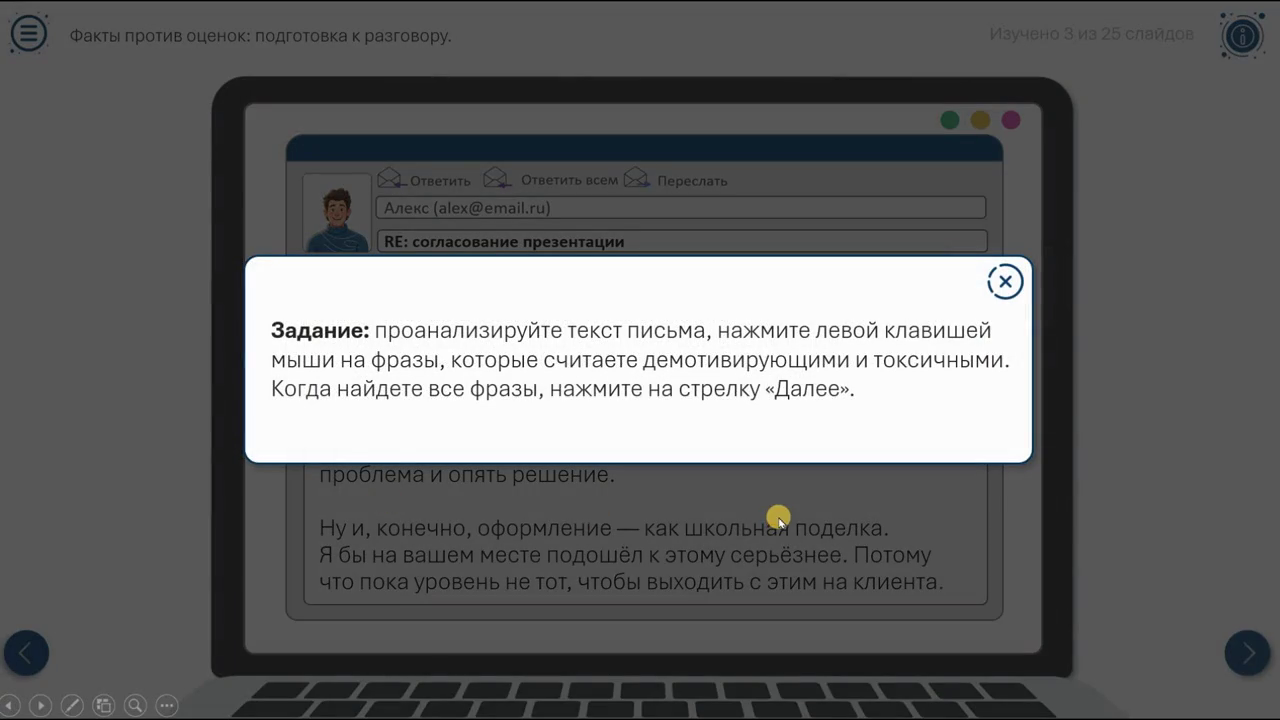 Факты против оценок: подготовка к разговору.
Изучено 3 из 25 слайдов
Ответить
Ответить всем
Переслать
Алекс (alex@email.ru)
RE: согласование презентации
Задание: проанализируйте текст письма, нажмите левой клавишей
мыши на фразы, которые считаете демотивирующими и токсичными.
Когда найдете все фразы, нажмите на стрелку «Далее».
проблема и опять решение.
Ну и, конечно, оформление — как школьная поделка.
Я бы на вашем месте подошёл к этому серьёзнее. Потому
что пока уровень не тот, чтобы выходить с этим на клиента.